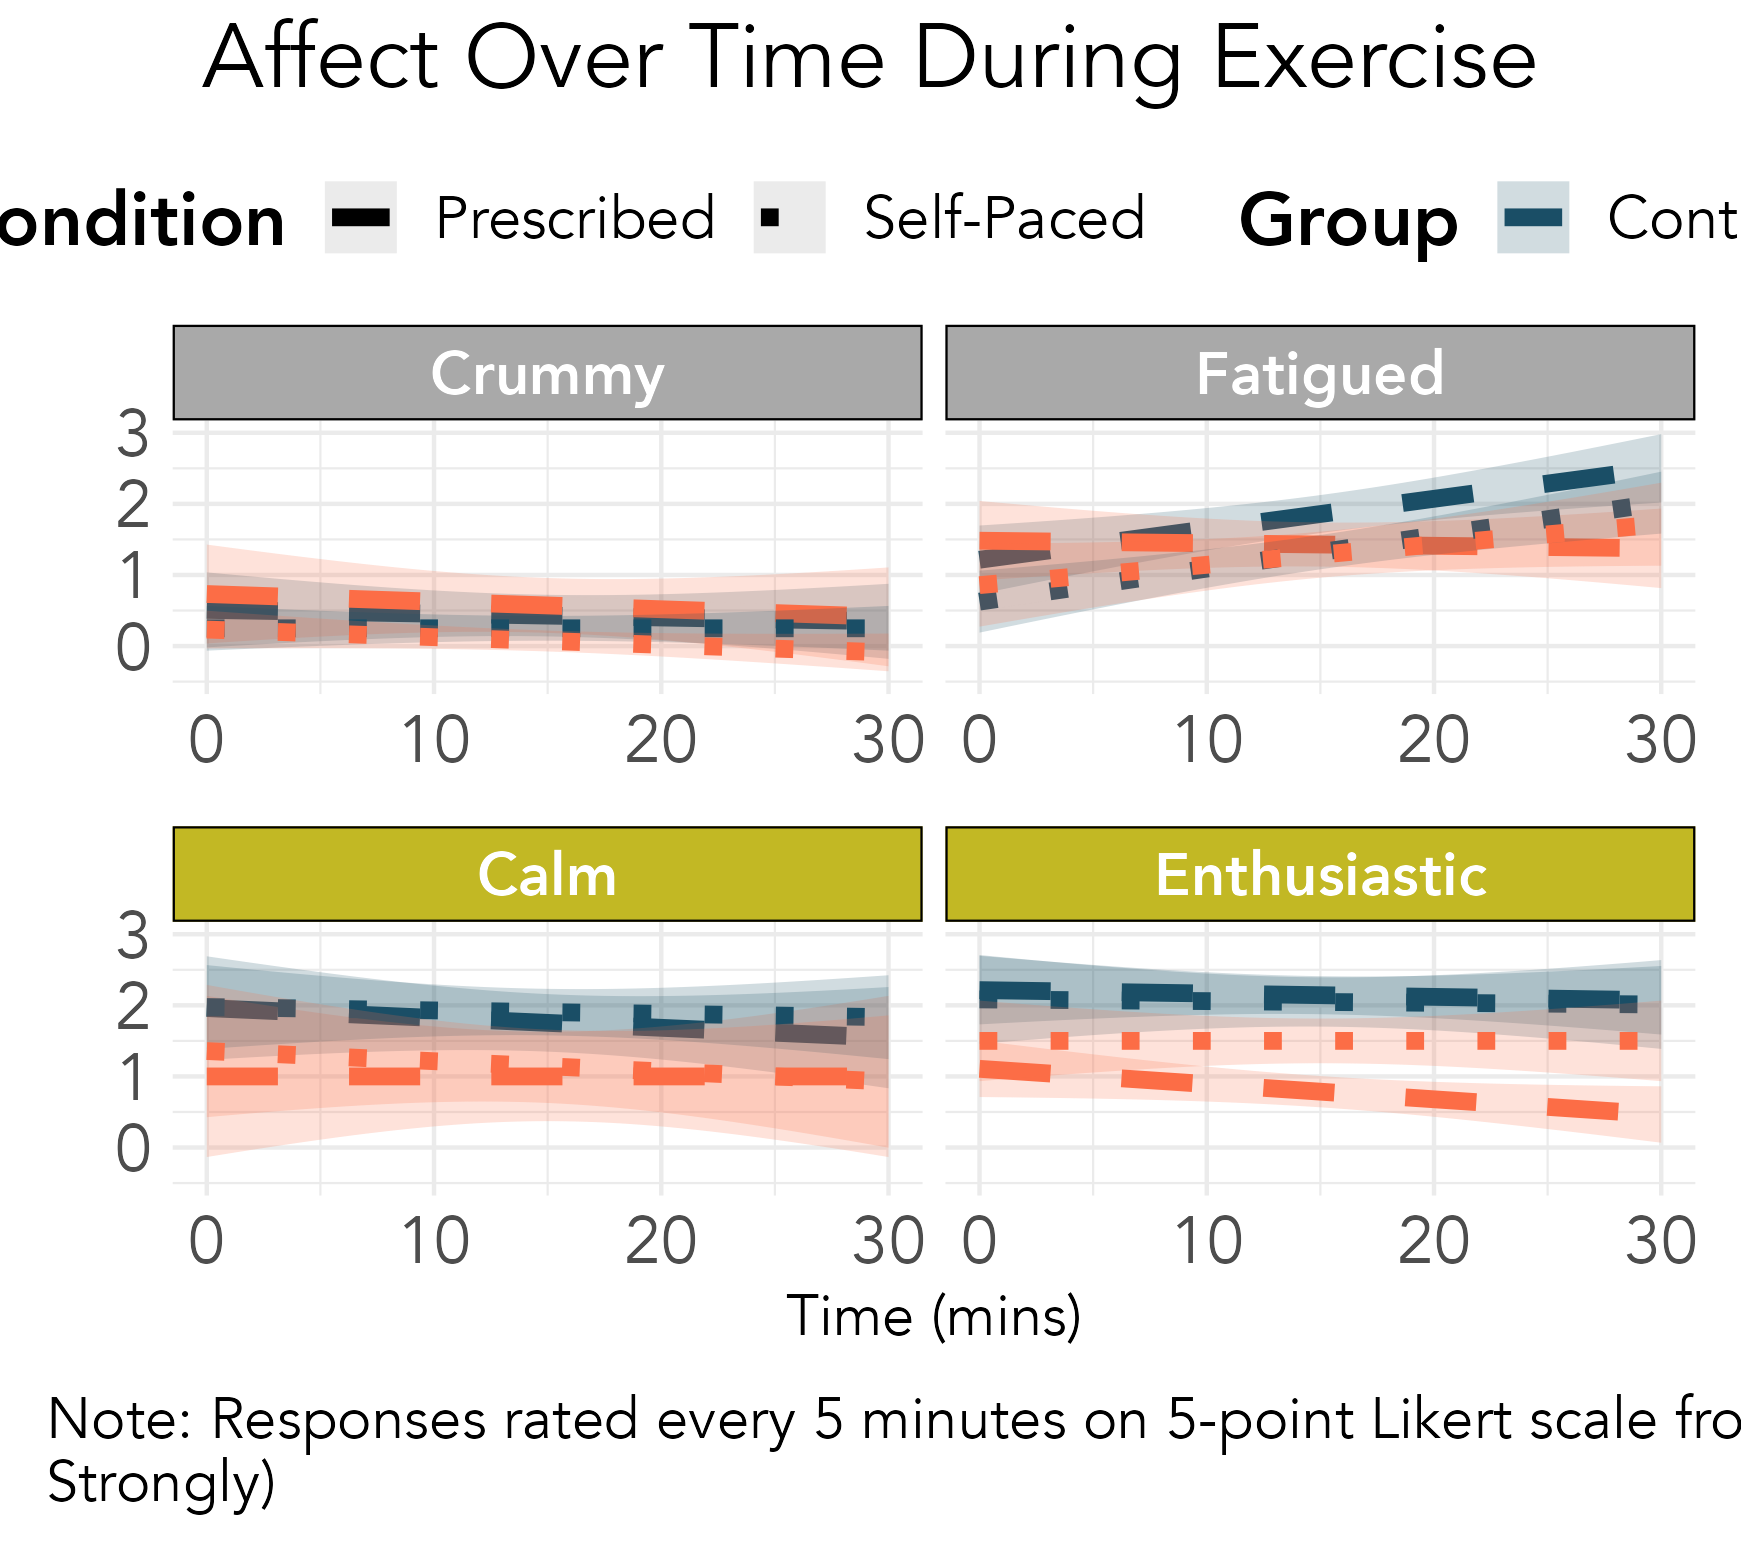 Affect Over Time During Exercise
ondition Prescribed Self-Paced Group Cont
Crummy Fatigued
3
2
1
0
0 10 20 30 0 10 20 30
Calm Enthusiastic
3
2
1
0
0 10 20 30 0 10 20 30
Time (mins)
Note: Responses rated every 5 minutes on 5-point Likert scale fro
Strongly)